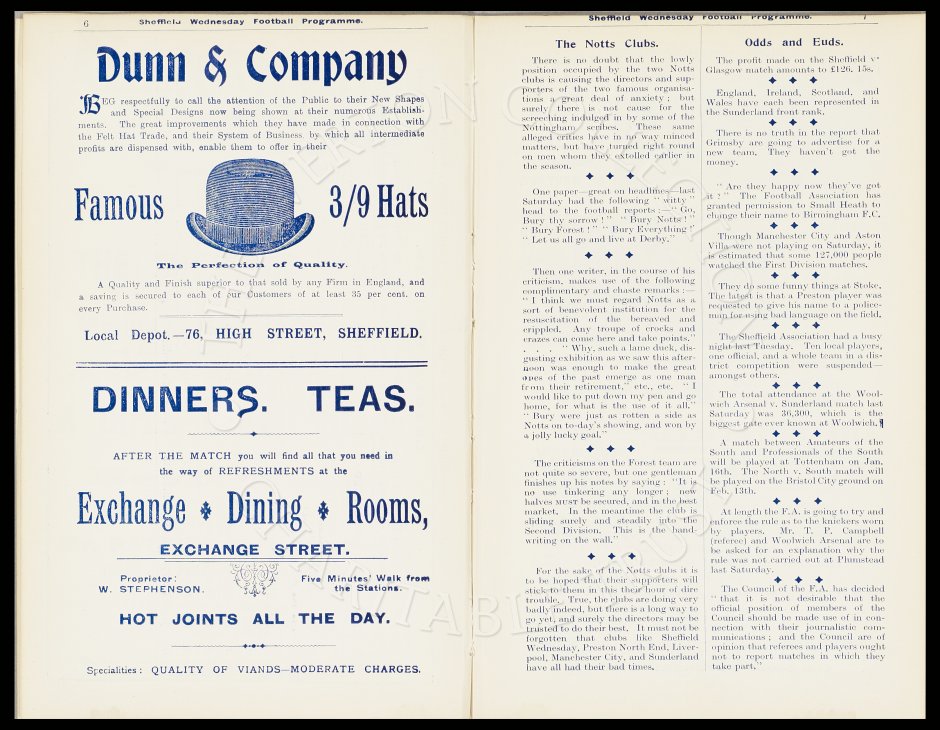 6
Sheffield Wednesday Football Programme.
Dunn & Company
BEG respectfully to call the attention of the Public to their New Shapes
and Special Designs now being shown at their numerous Establish-
ments. The great improvements which they have made in connection with
the Felt Hat Trade, and their System of Business by which all intermediate
profits are dispensed with, enable them to offer in their
Famous 3/9 Hats
The Perfection of Quality.
A Quality and Finish superior to that sold by any Firm in England, and
a saving is secured to each of our Customers of at least 35 per cent. on
every Purchase.
Local Depot.—76, HIGH STREET, SHEFFIELD.
DINNERS. TEAS.
AFTER THE MATCH you will find all that you need in
the way of REFRESHMENTS at the
Exchange Dining Rooms,
EXCHANGE STREET.
Proprietor:
W. STEPHENSON.
Five Minutes' Walk from
the Stations.
HOT JOINTS ALL THE DAY.
Specialities: QUALITY OF VIANDS—MODERATE CHARGES.
Sheffield Wednesday Football Programme.
7
The Notts Clubs.
There is no doubt that the lowly
position occupied by the two Notts
clubs is causing the directors and sup-
porters of the two famous organisa-
tions a great deal of anxiety; but
surely there is not cause for the
screeching indulged in by some of the
Nottingham scribes. These same
alleged critics have in no way minced
matters, but have turned right round
on men whom they extolled earlier in
the season.
One paper—great on headlines—last
Saturday had the following "witty"
head to the football reports:—"Go,
Bury thy sorrow!" "Bury Notts!"
"Bury Forest!" "Bury Everything!"
"Let us all go and live at Derby."
Then one writer, in the course of his
criticism, makes use of the following
complimentary and chaste remarks:—
"I think we must regard Notts as a
sort of benevolent institution for the
resuscitation of the bereaved and
crippled. Any troupe of crocks and
crazes can come here and take points."
. . . . "Why, such a lame duck, dis-
gusting exhibition as we saw this after-
noon was enough to make the great
ones of the past emerge as one man
from their retirement," etc., etc. "I
would like to put down my pen and go
home, for what is the use of it all."
"Bury were just as rotten a side as
Notts on to-day's showing, and won by
a jolly lucky goal."
The criticisms on the Forest team are
not quite so severe, but one gentleman
finishes up his notes by saying: "It is
no use tinkering any longer; new
halves MUST be secured, and in the best
market. In the meantime the club is
sliding surely and steadily into the
Second Division. This is the hand-
writing on the wall."
For the sake of the Notts clubs it is
to be hoped that their supporters will
stick to them in this their hour of dire
trouble. True, the clubs are doing very
badly indeed, but there is a long way to
go yet, and surely the directors may be
trusted to do their best. It must not be
forgotten that clubs like Sheffield
Wednesday, Preston North End, Liver-
pool, Manchester City, and Sunderland
have all had their bad times.
Odds and Euds.
The profit made on the Sheffield v
Glasgow match amounts to £126, 15s.
England, Ireland, Scotland, and
Wales have each been represented in
the Sunderland front rank.
There is no truth in the report that
Grimsby are going to advertise for a
new team. They haven't got the
money.
"Are they happy now they've got
it?" The Football Association has
granted permission to Small Heath to
change their name to Birmingham F.C.
Though Manchester City and Aston
Villa were not playing on Saturday, it
is estimated that some 127,000 people
watched the First Division matches.
They do some funny things at Stoke.
The latest is that a Preston player was
requested to give his name to a police-
man for using bad language on the field.
The Sheffield Association had a busy
night last Tuesday. Ten local players,
one official, and a whole team in a dis-
trict competition were suspended—
amongst others.
The total attendance at the Wool-
wich Arsenal v. Sunderland match last
Saturday was 36,300, which is the
biggest gate ever known at Woolwich.
A match between Amateurs of the
South and Professionals of the South
will be played at Tottenham on Jan.
16th. The North v. South match will
be played on the Bristol City ground on
Feb. 13th.
At length the F.A. is going to try and
enforce the rule as to the knickers worn
by players. Mr. T. P. Campbell
(referee) and Woolwich Arsenal are to
be asked for an explanation why the
rule was not carried out at Plumstead
last Saturday.
The Council of the F.A. has decided
"that it is not desirable that the
official position of members of the
Council should be made use of in con-
nection with their journalistic com-
munications; and the Council are of
opinion that referees and players ought
not to report matches in which they
take part."